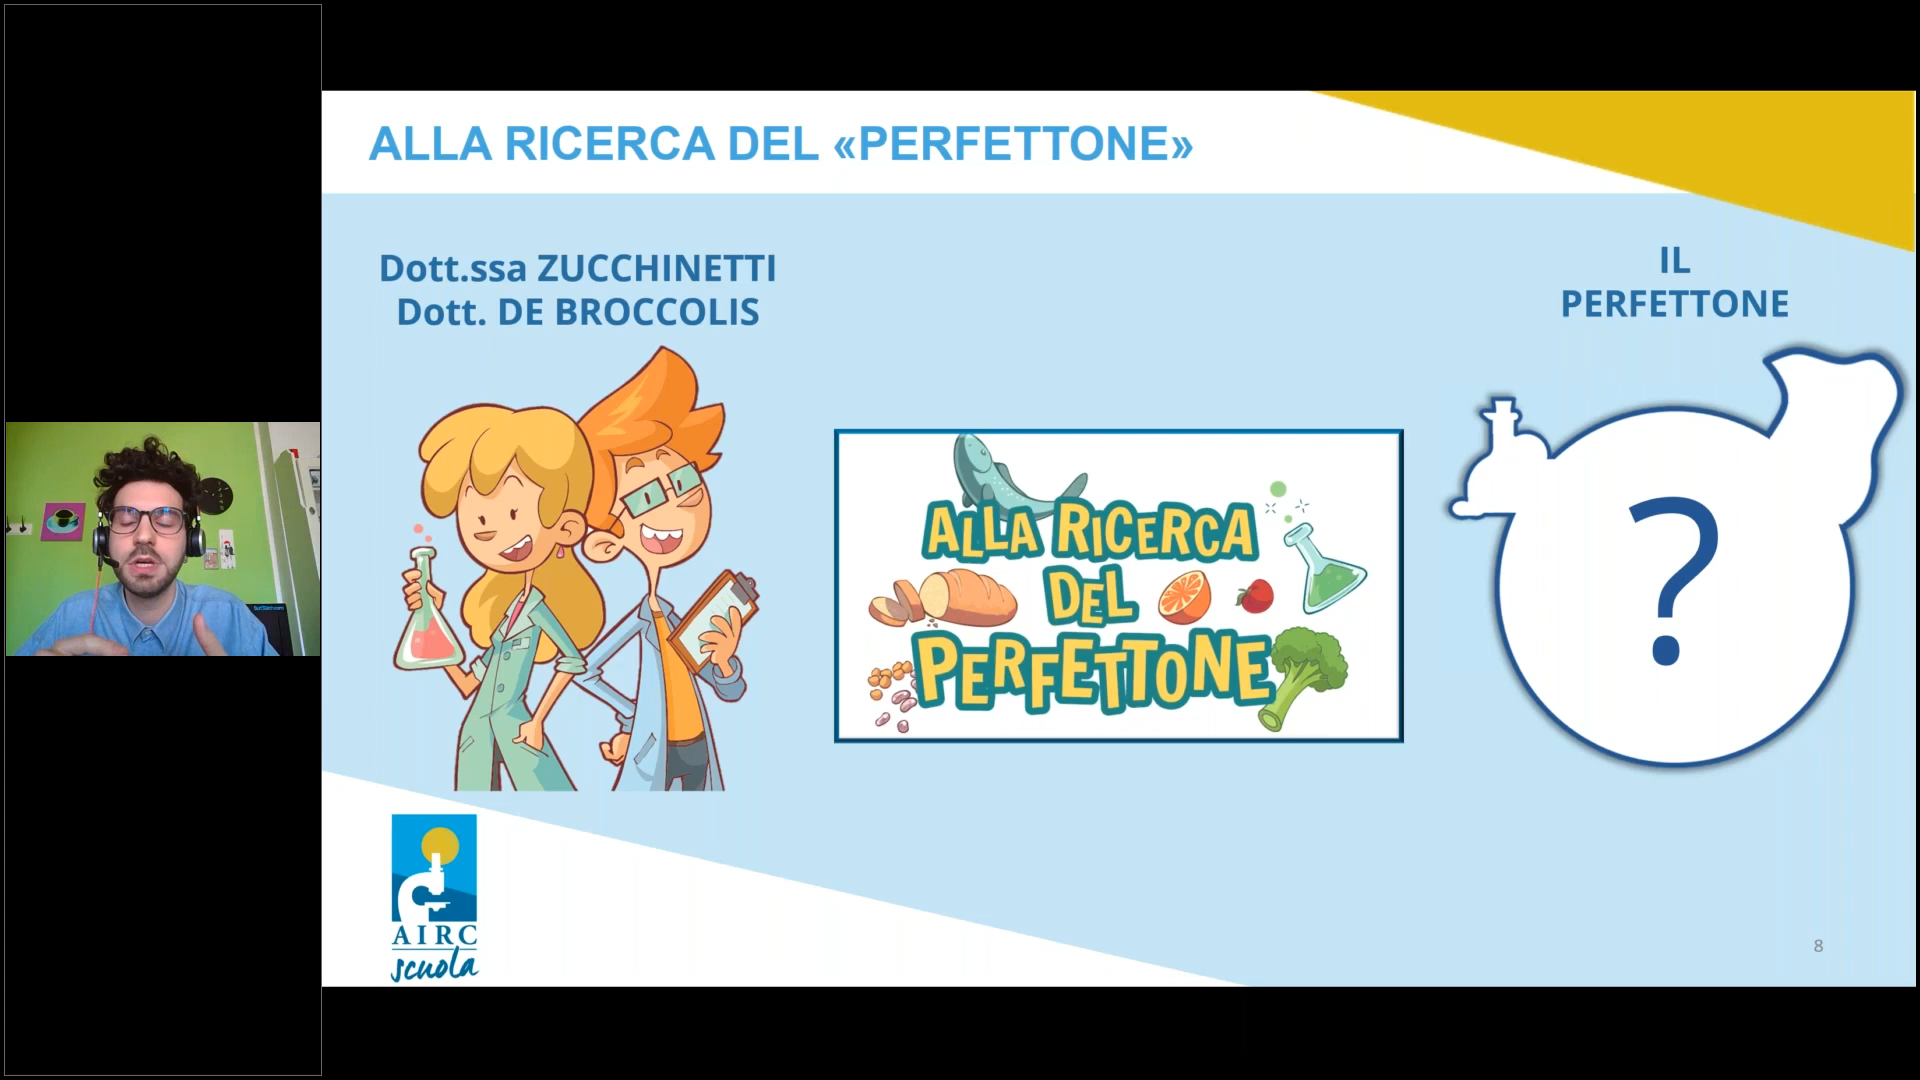 ALLA RICERCA DEL «PERFETTONE»
Dott.ssa ZUCCHINETTI
Dott. DE BROCCOLIS
IL
PERFETTONE
ALLA RICERCA
DEL
PERFETTONE
?
AIRC
scuola
8